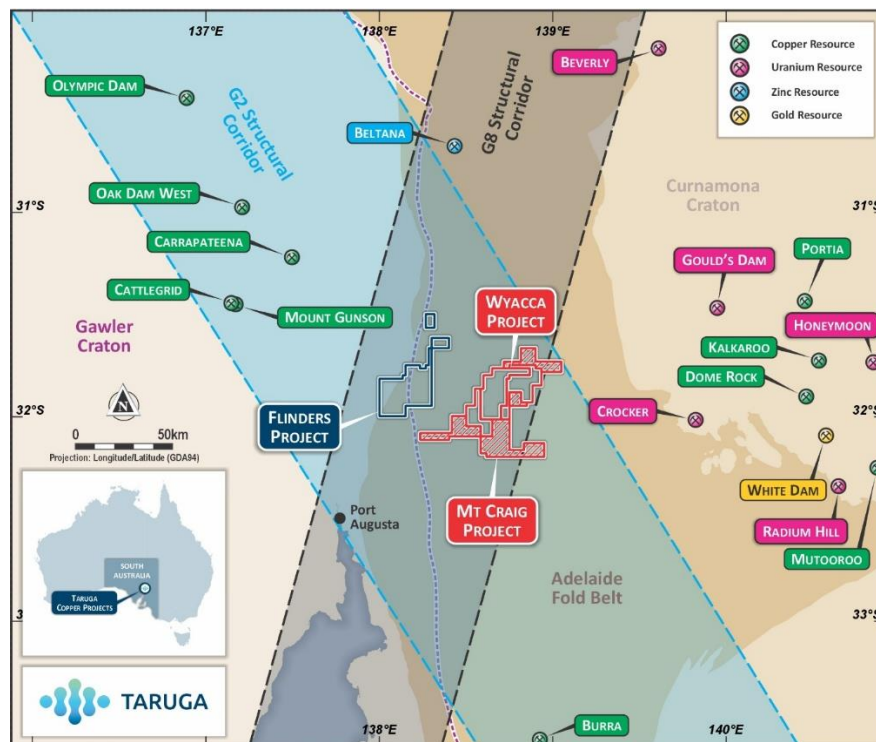 137°E
138°E
139°E
BEVERLY
Copper Resource
Uranium Resource
Zinc Resource
Gold Resource
OLYMPIC DAM
G2 Structural
Corridor
G8 Structural
Corridor
BELTANA
OAK DAM WEST
31°S
31°S
Curnamona
Craton
CARRAPATEENA
GOULD'S DAM
PORTIA
CATTLEGRID
MOUNT GUNSON
WYACCA
PROJECT
HONEYMOON
Gawler
Craton
KALKAROO
DOME ROCK
N
FLINDERS
PROJECT
32°S
32°S
CROCKER
0
50km
Projection: Longitude/Latitude (GDA94)
WHITE DAM
MT CRAIG
PROJECT
Port
Augusta
RADIUM HILL
MUTOOROO
SOUTH
AUSTRALIA
TARUGA
COPPER PROJECTS
Adelaide
Fold Belt
33°S
TARUGA
BURRA
138°E
140°E